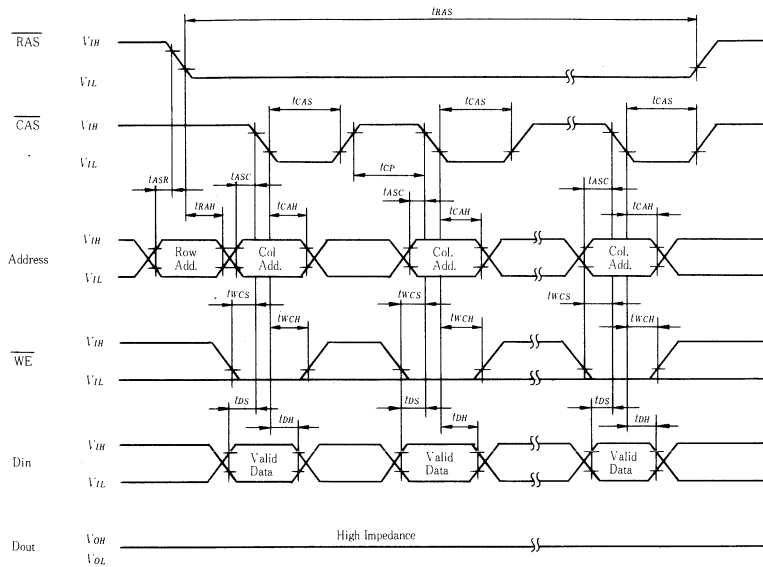 tRAS
RAS VIH
VIL
tCAS tCAS tCAS
CAS VIH
VIL
tCP
tASR tASC tASC tASC
tRAH tCAH tCAH tCAH
Address VIH
Row Add. Col Add. Col. Add. Col. Add.
VIL
tWCS tWCS tWCS
tWCH tWCH tWCH
WE VIH
VIL
tDS tDS tDS
tDH tDH tDH
Din VIH
Valid Data Valid Data Valid Data
VIL
High Impedance
Dout VOH
VOL